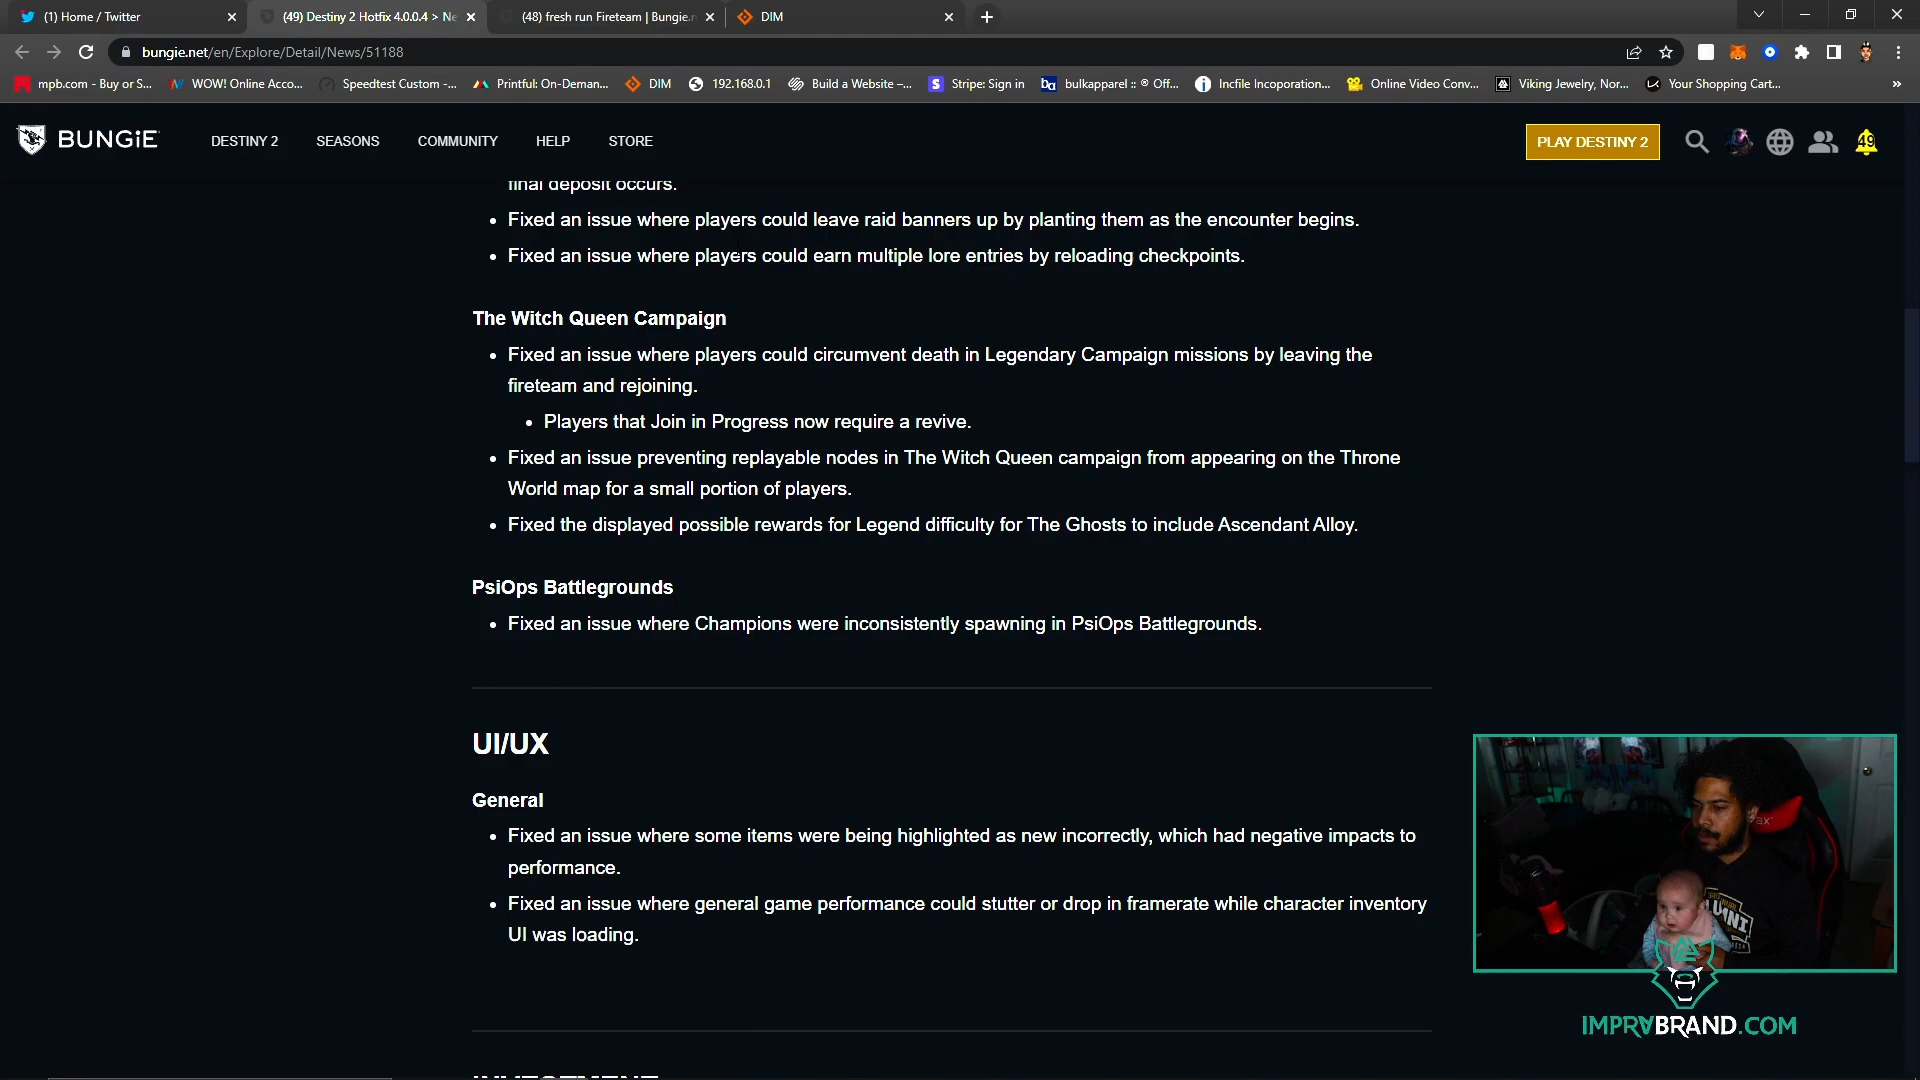 (1) Home / Twitter
(49) Destiny 2 Hotfix 4.0.0.4 > Ne
(48) fresh run Fireteam | Bungie.n
DIM
bungie.net/en/Explore/Detail/News/51188
mpb.com - Buy or S...
WOW! Online Acco...
Speedtest Custom -...
Printful: On-Deman...
DIM
192.168.0.1
Build a Website –...
Stripe: Sign in
bulkapparel :: ® Off...
Incfile Incoporation...
Online Video Conv...
Viking Jewelry, Nor...
Your Shopping Cart...
BUNGiE
DESTINY 2
SEASONS
COMMUNITY
HELP
STORE
PLAY DESTINY 2
49
final deposit occurs.
• Fixed an issue where players could leave raid banners up by planting them as the encounter begins.
• Fixed an issue where players could earn multiple lore entries by reloading checkpoints.
The Witch Queen Campaign
• Fixed an issue where players could circumvent death in Legendary Campaign missions by leaving the
fireteam and rejoining.
• Players that Join in Progress now require a revive.
• Fixed an issue preventing replayable nodes in The Witch Queen campaign from appearing on the Throne
World map for a small portion of players.
• Fixed the displayed possible rewards for Legend difficulty for The Ghosts to include Ascendant Alloy.
PsiOps Battlegrounds
• Fixed an issue where Champions were inconsistently spawning in PsiOps Battlegrounds.
UI/UX
General
• Fixed an issue where some items were being highlighted as new incorrectly, which had negative impacts to
performance.
• Fixed an issue where general game performance could stutter or drop in framerate while character inventory
UI was loading.
IMPRVBRAND.COM
INVESTMENT